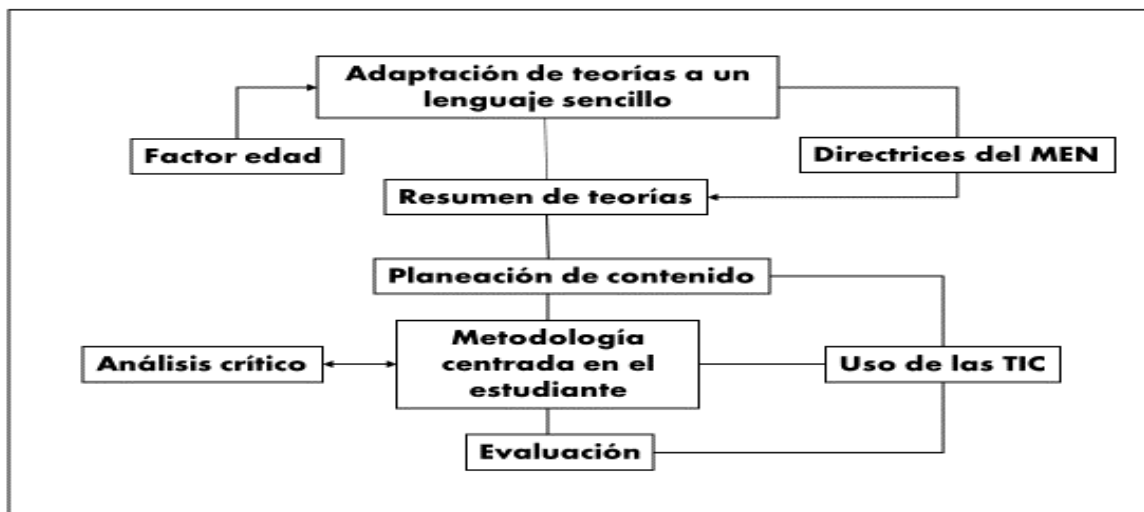 Adaptación de teorías a un
lenguaje sencillo
Factor edad
Directrices del MEN
Resumen de teorías
Planeación de contenido
Metodología
centrada en el
estudiante
Análisis crítico
Uso de las TIC
Evaluación